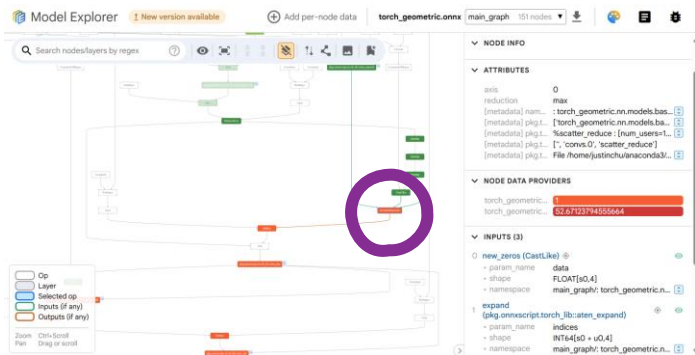 Model Explorer
New version available
Add per-node data
torch_geometric.onnx
main_graph 151 nodes
Search nodes/layers by regex
NODE INFO
ATTRIBUTES
axis 0
reduction max
[metadata] nam... : torch_geometric.nn.models.bas...
[metadata] pkg.t... ['torch_geometric.nn.models.bas...
[metadata] pkg.t... %scatter_reduce : [num_users=1...
[metadata] pkg.t... ['', 'convs.0', 'scatter_reduce']
[metadata] pkg.t... File /home/justinchu/anaconda3/...
NODE DATA PROVIDERS
torch_geometric... 1
torch_geometric... 52.67123794555664
INPUTS (3)
0 new_zeros (CastLike)
param_name data
shape FLOAT[s0,4]
namespace main_graph/: torch_geometric.n...
1 expand
(pkg.onnxscript.torch_lib::aten_expand)
param_name indices
shape INT64[s0 + u0,4]
namespace main_graph/: torch_geometric.n...
Op
Layer
Selected op
Inputs (if any)
Outputs (if any)
Zoom Ctrl+Scroll
Pan Drag or scroll